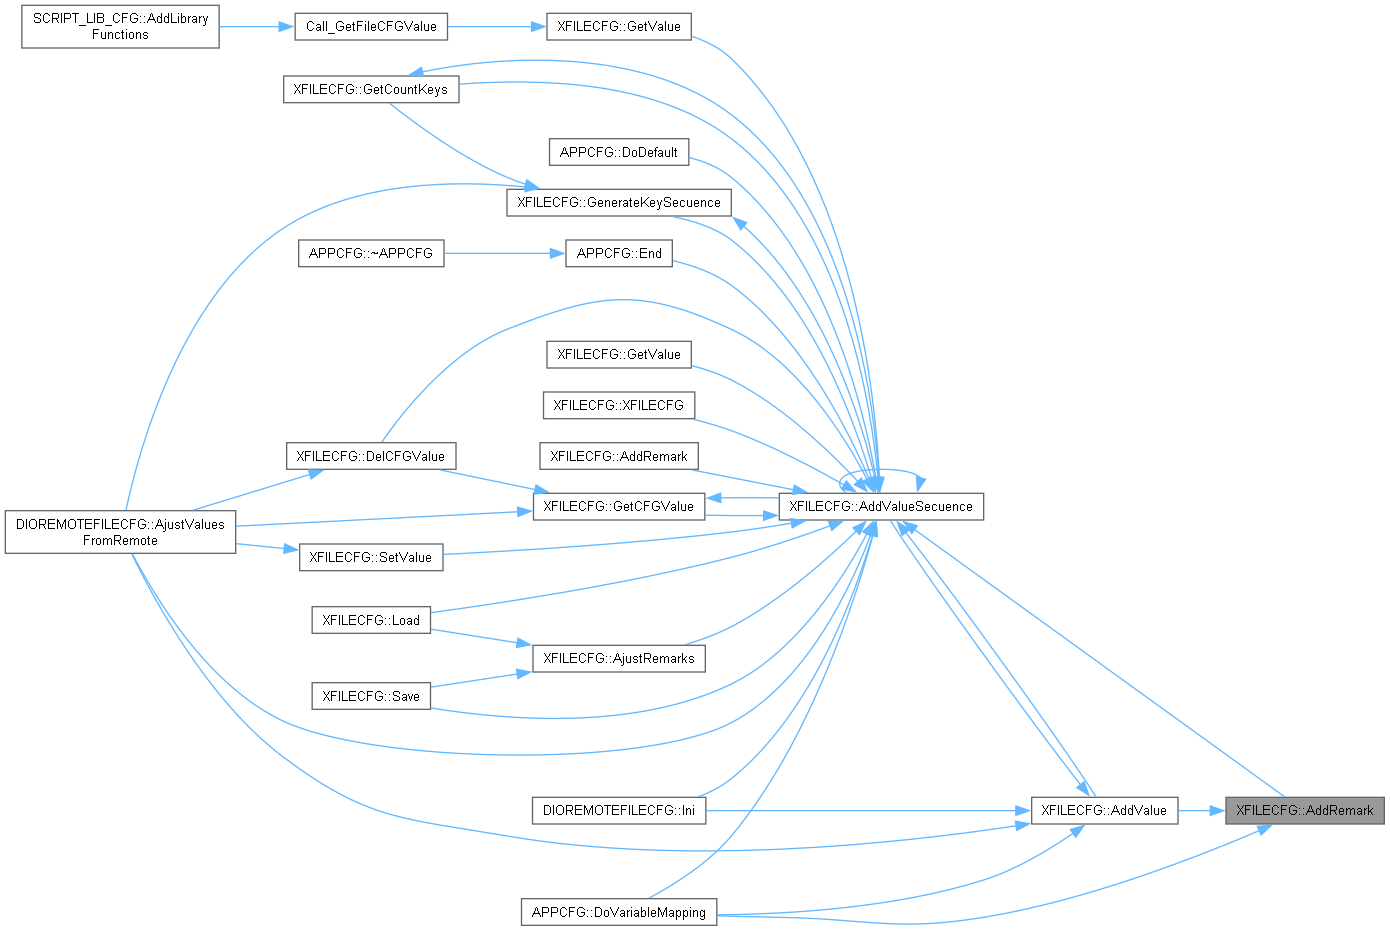 SCRIPT_LIB_CFG::AddLibrary
Functions
Call_GetFileCFGValue
XFILECFG::GetValue
XFILECFG::GetCountKeys
APPCFG::DoDefault
XFILECFG::GenerateKeySecuence
APPCFG::~APPCFG
APPCFG::End
XFILECFG::GetValue
XFILECFG::XFILECFG
XFILECFG::DelCFGValue
XFILECFG::AddRemark
XFILECFG::GetCFGValue
XFILECFG::AddValueSecuence
DIOREMOTEFILECFG::AjustValues
FromRemote
XFILECFG::SetValue
XFILECFG::Load
XFILECFG::AjustRemarks
XFILECFG::Save
DIOREMOTEFILECFG::Ini
XFILECFG::AddValue
XFILECFG::AddRemark
APPCFG::DoVariableMapping